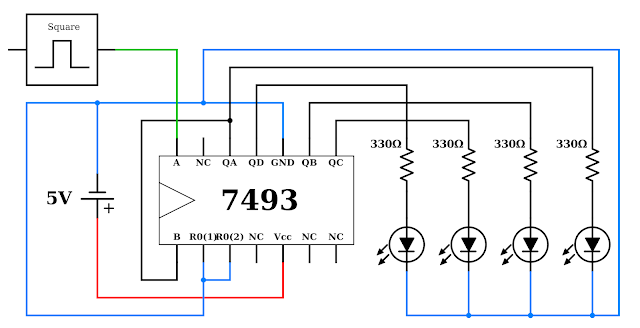 Square
330Ω 330Ω 330Ω 330Ω
A NC QA QD GND QB QC
5V
+
7493
B R0(1) R0(2) NC Vcc NC NC